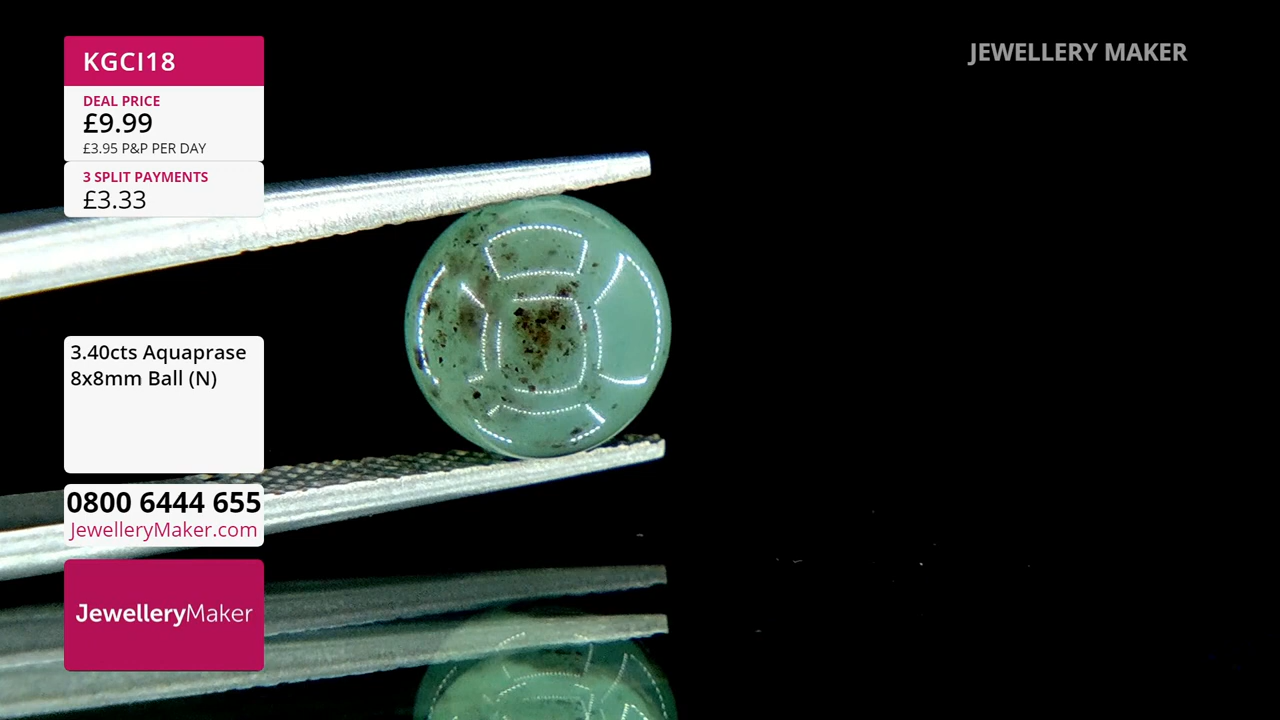 KGCI18
DEAL PRICE
£9.99
£3.95 P&P PER DAY
3 SPLIT PAYMENTS
£3.33
3.40cts Aquaprase
8x8mm Ball (N)
0800 6444 655
JewelleryMaker.com
JewelleryMaker
JEWELLERY MAKER